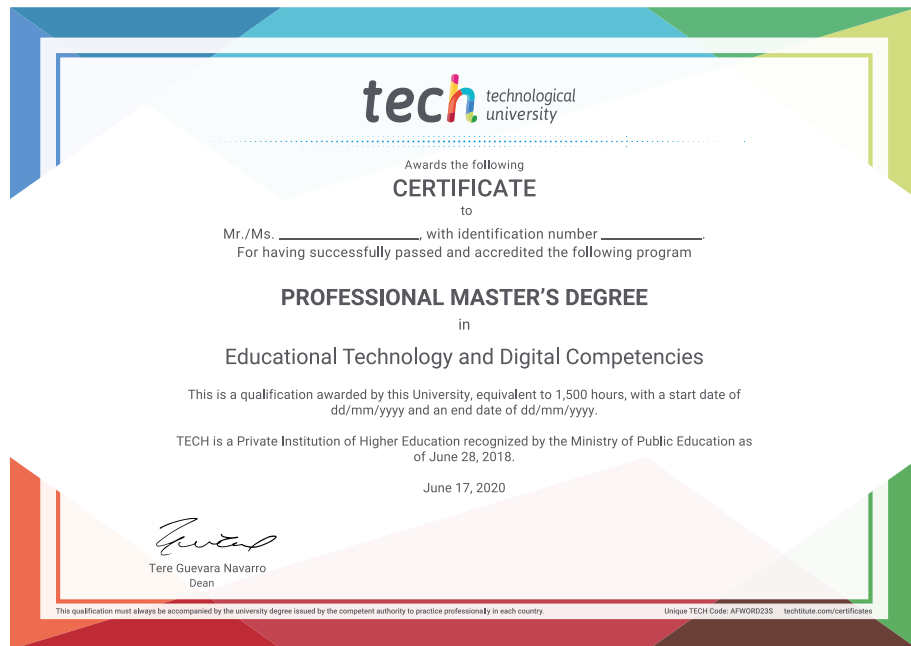 tech technological
university
Awards the following
CERTIFICATE
to
Mr./Ms. ____________________, with identification number ______________.
For having successfully passed and accredited the following program
PROFESSIONAL MASTER'S DEGREE
in
Educational Technology and Digital Competencies
This is a qualification awarded by this University, equivalent to 1,500 hours, with a start date of
dd/mm/yyyy and an end date of dd/mm/yyyy.
TECH is a Private Institution of Higher Education recognized by the Ministry of Public Education as
of June 28, 2018.
June 17, 2020
Tere Guevara Navarro
Dean
This qualification must always be accompanied by the university degree issued by the competent authority to practice professionally in each country. Unique TECH Code: AFWORD23S techtitute.com/certificates